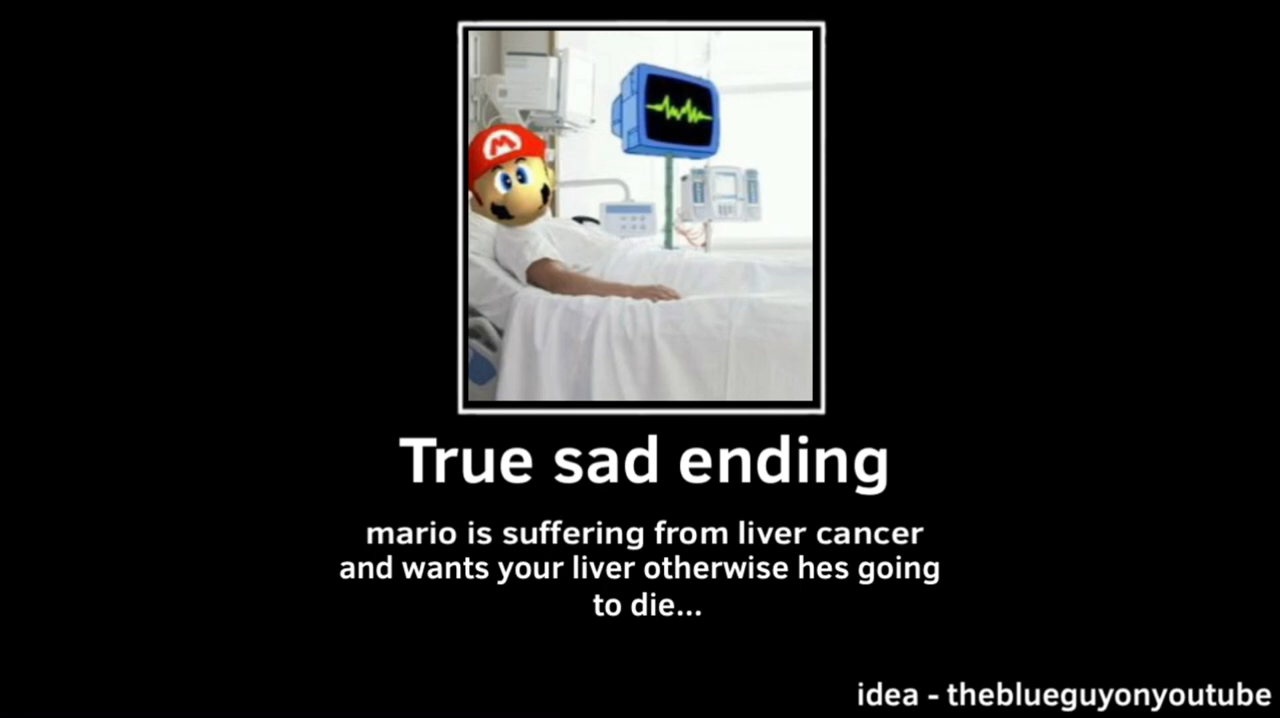 M
True sad ending
mario is suffering from liver cancer
and wants your liver otherwise hes going
to die...
idea - theblueguyonyoutube